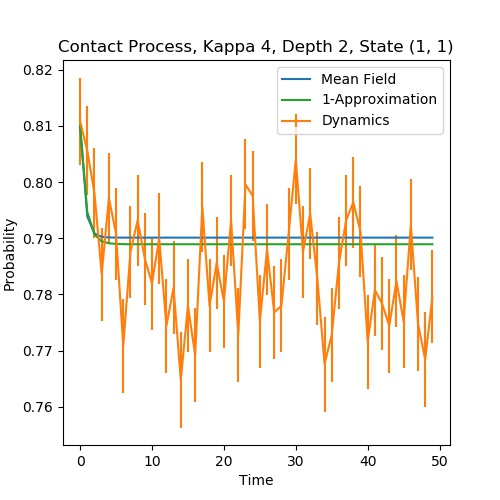 Contact Process, Kappa 4, Depth 2, State (1, 1)
Mean Field
1-Approximation
Dynamics
Probability
0.82
0.81
0.80
0.79
0.78
0.77
0.76
0 10 20 30 40 50
Time